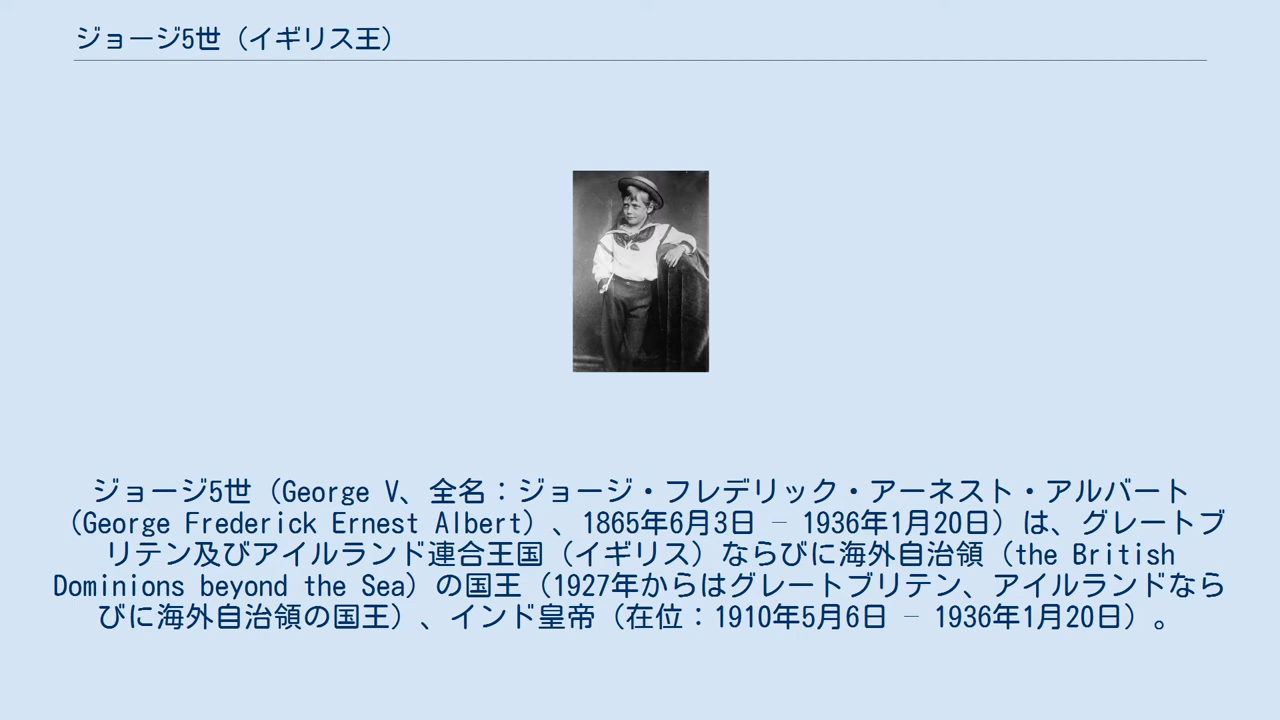 ジョージ5世（イギリス王）
ジョージ5世（George V、全名：ジョージ・フレデリック・アーネスト・アルバート
（George Frederick Ernest Albert）、1865年6月3日 – 1936年1月20日）は、グレートブ
リテン及びアイルランド連合王国（イギリス）ならびに海外自治領（the British
Dominions beyond the Sea）の国王（1927年からはグレートブリテン、アイルランドなら
びに海外自治領の国王）、インド皇帝（在位：1910年5月6日 – 1936年1月20日）。